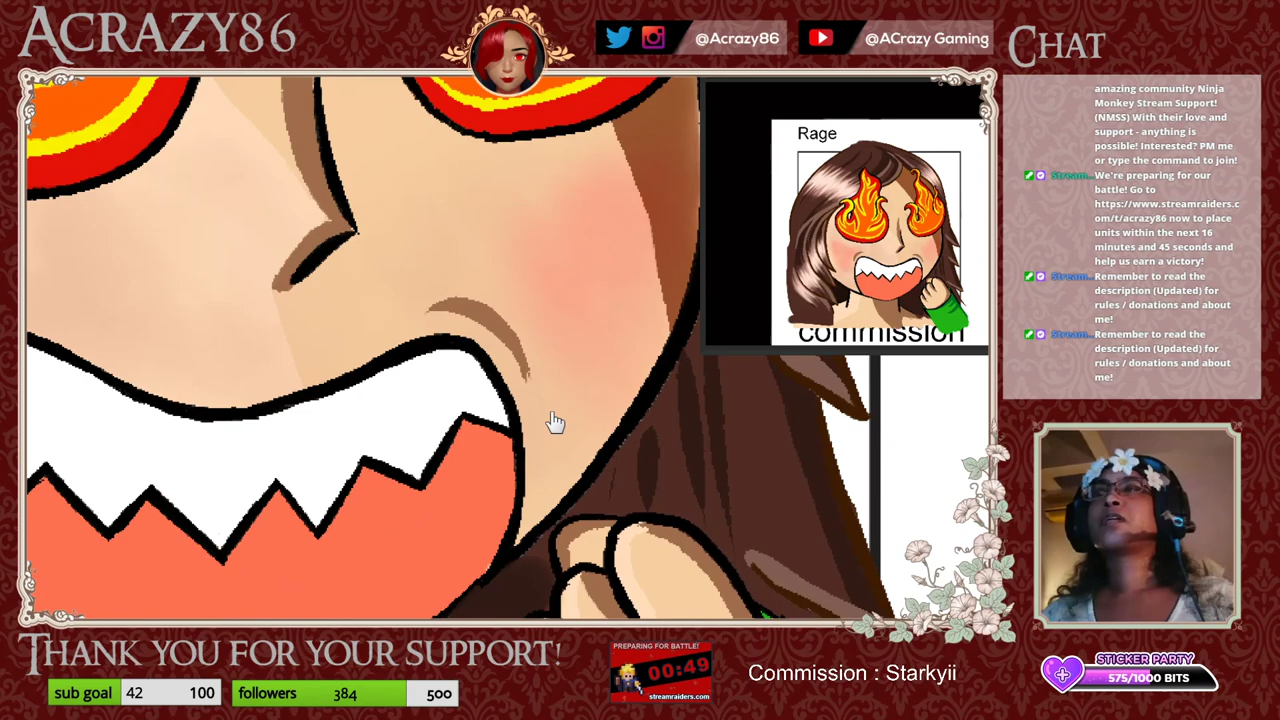 Acrazy86
@Acrazy86
@ACrazy Gaming
Chat
amazing community Ninja
Monkey Stream Support!
(NMSS) With their love and
support - anything is
possible! Interested? PM me
or type the command to join!
Stream... We're preparing for our
battle! Go to
https://www.streamraiders.c
om/t/acrazy86 now to place
units within the next 16
minutes and 45 seconds and
help us earn a victory!
Stream... Remember to read the
description (Updated) for
rules / donations and about
me!
Stream... Remember to read the
description (Updated) for
rules / donations and about
me!
Rage
commission
Thank you for your support!
sub goal 42 100
followers 384 500
PREPARING FOR BATTLE!
00:49
streamraiders.com
Commission : Starkyii
STICKER PARTY
575/1000 BITS